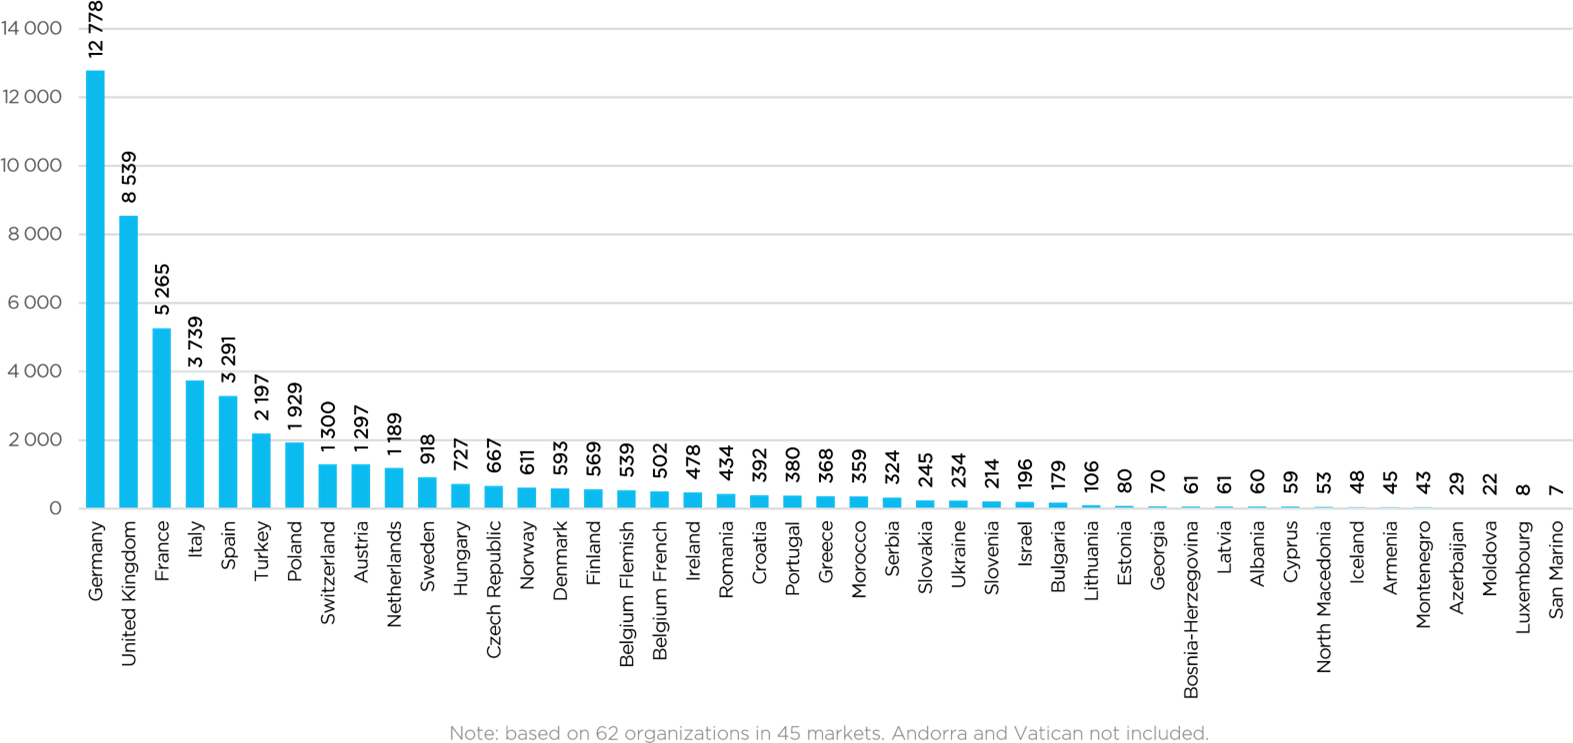 14 000
12 000
10 000
8 000
6 000
4 000
2 000
0
12 778
8 539
5 265
3 739
3 291
2 197
1 929
1 300
1 297
1 189
918
727
667
611
593
569
539
502
478
434
392
380
368
359
324
245
234
214
196
179
106
80
70
61
61
60
59
53
48
45
43
29
22
8
7
Germany
United Kingdom
France
Italy
Spain
Turkey
Poland
Switzerland
Austria
Netherlands
Sweden
Hungary
Czech Republic
Norway
Denmark
Finland
Belgium Flemish
Belgium French
Ireland
Romania
Croatia
Portugal
Greece
Morocco
Serbia
Slovakia
Ukraine
Slovenia
Israel
Bulgaria
Lithuania
Estonia
Georgia
Bosnia-Herzegovina
Latvia
Albania
Cyprus
North Macedonia
Iceland
Armenia
Montenegro
Azerbaijan
Moldova
Luxembourg
San Marino
Note: based on 62 organizations in 45 markets. Andorra and Vatican not included.